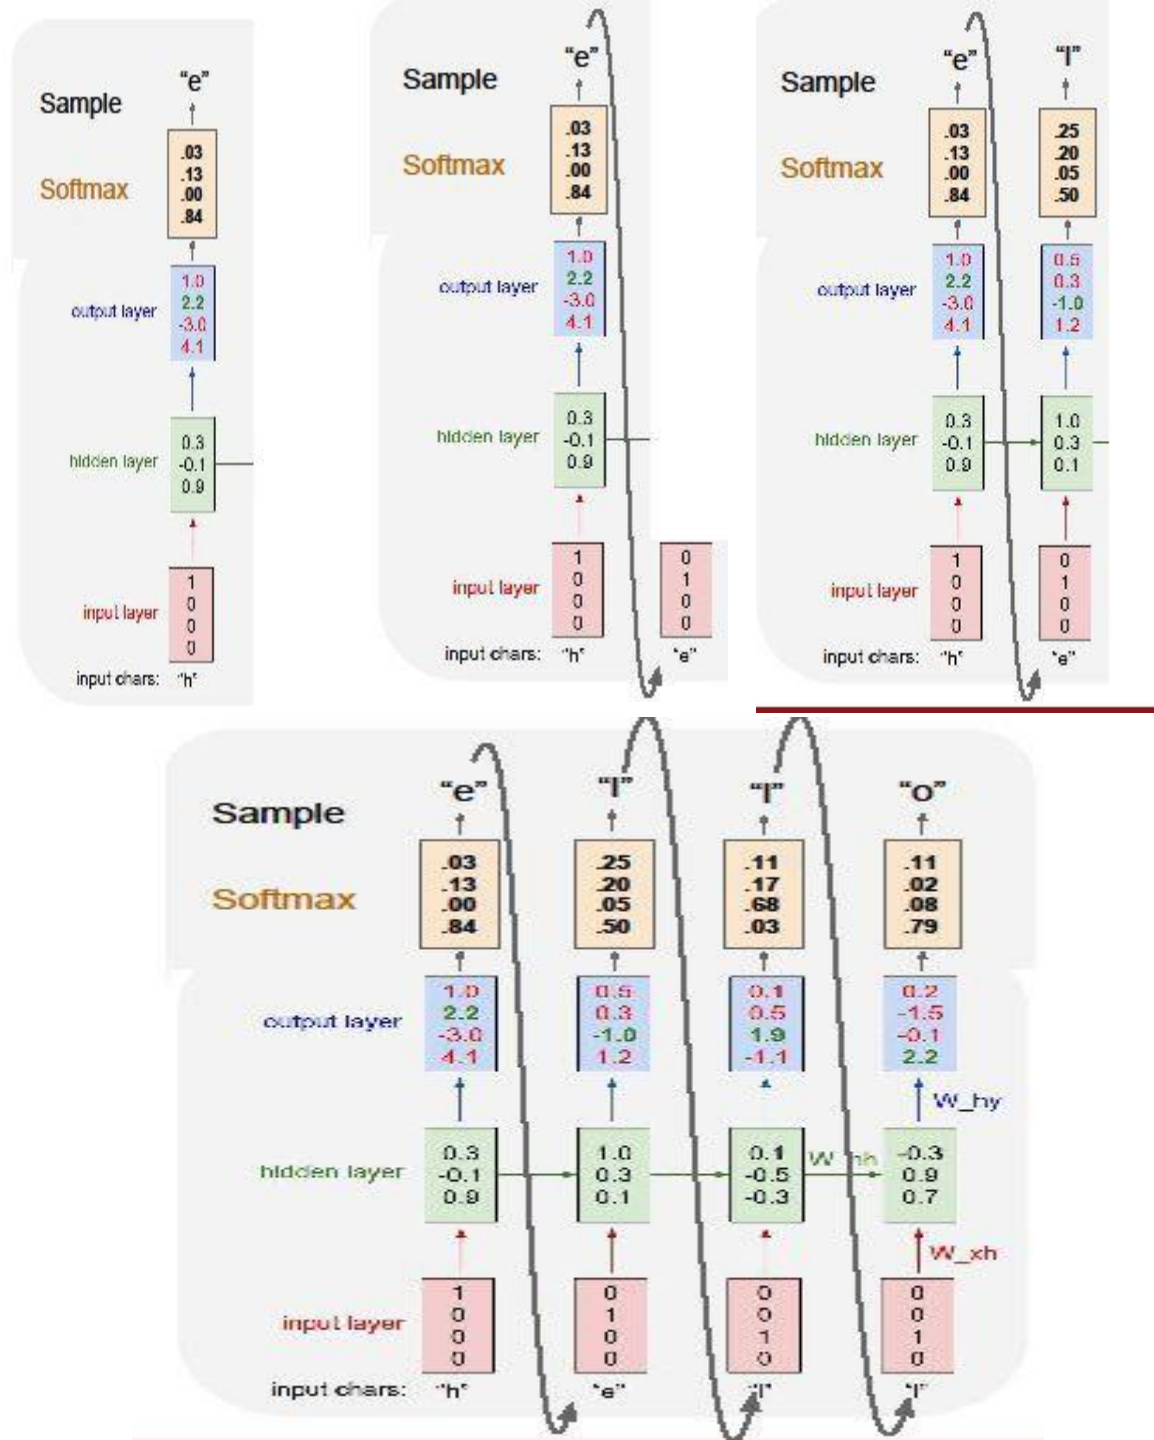 "e"
Sample
.03
.13
.00
.84
Softmax
1.0
2.2
-3.0
4.1
output layer
0.3
-0.1
0.9
hidden layer
1
0
0
0
input layer
input chars: "h"
"e"
Sample
.03
.13
.00
.84
Softmax
1.0
2.2
-3.0
4.1
output layer
0.3
-0.1
0.9
hidden layer
1
0
0
0
0
1
0
0
input layer
input chars: "h" "e"
"e" "l"
Sample
.03 .25
.13 .20
.00 .05
.84 .50
Softmax
1.0 0.5
2.2 0.3
-3.0 -1.0
4.1 1.2
output layer
0.3 1.0
-0.1 0.3
0.9 0.1
hidden layer
1 0
0 1
0 0
0 0
input layer
input chars: "h" "e"
"e" "l" "l" "o"
Sample
.03 .25 .11 .11
.13 .20 .17 .02
.00 .05 .68 .08
.84 .50 .03 .79
Softmax
1.0 0.5 0.1 0.2
2.2 0.3 0.5 -1.5
-3.0 -1.0 1.9 -0.1
4.1 1.2 -1.1 2.2
output layer
W_hy
0.3 1.0 0.1 -0.3
-0.1 0.3 -0.5 0.9
0.9 0.1 -0.3 0.7
hidden layer
W_hh
W_xh
1 0 0 0
0 1 0 0
0 0 1 1
0 0 0 0
input layer
input chars: "h" "e" "l" "l"